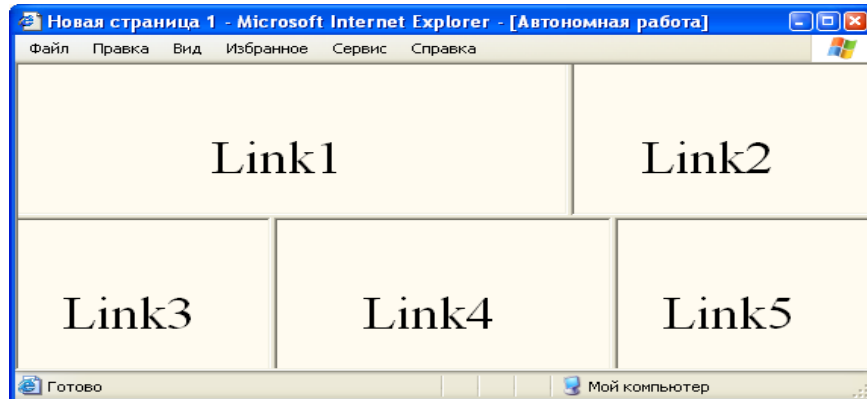 Новая страница 1 - Microsoft Internet Explorer - [Автономная работа]
Файл Правка Вид Избранное Сервис Справка
Link1 Link2
Link3 Link4 Link5
Готово Мой компьютер